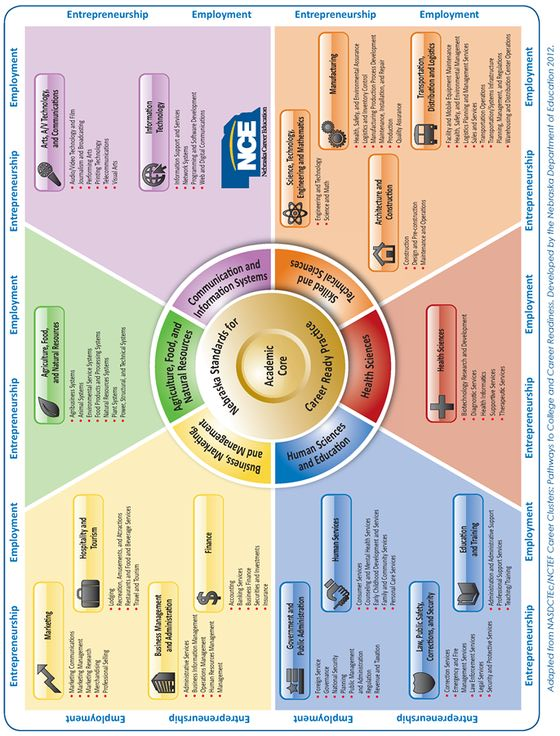 Entrepreneurship
Employment
Entrepreneurship
Employment
Employment
Entrepreneurship
Employment
Entrepreneurship
Employment
Entrepreneurship
Employment
Entrepreneurship
Employment
Entrepreneurship
Employment
Entrepreneurship
Employment
Entrepreneurship
Employment
Entrepreneurship
Arts, A/V Technology,
and Communications
• Audio/Video Technology and Film
• Journalism and Broadcasting
• Performing Arts
• Printing Technology
• Telecommunications
• Visual Arts
Information
Technology
• Information Support and Services
• Network Systems
• Programming and Software Development
• Web and Digital Communications
NCE
Nebraska Career Education
Manufacturing
• Health, Safety, and Environmental Assurance
• Logistics and Inventory Control
• Manufacturing Production Process Development
• Maintenance, Installation, and Repair
• Production
• Quality Assurance
Transportation,
Distribution and Logistics
• Facility and Mobile Equipment Maintenance
• Health, Safety, and Environmental Management
• Logistics Planning and Management Services
• Sales and Services
• Transportation Operations
• Transportation Systems/Infrastructure
Planning, Management, and Regulations
• Warehousing and Distribution Center Operations
Science, Technology,
Engineering and Mathematics
• Engineering and Technology
• Science and Math
Architecture and
Construction
• Construction
• Design and Pre-construction
• Maintenance and Operations
Agriculture, Food,
and Natural Resources
• Agribusiness Systems
• Animal Systems
• Environmental Service Systems
• Food Products and Processing Systems
• Natural Resources Systems
• Plant Systems
• Power, Structural, and Technical Systems
Communication and
Information Systems
Skilled and
Technical Sciences
Health Sciences
Human Sciences
and Education
Business, Marketing,
and Management
Agriculture, Food, and
Natural Resources
Nebraska Standards for
Career Ready Practice
Academic
Core
Health Sciences
• Biotechnology Research and Development
• Diagnostic Services
• Health Informatics
• Supportive Services
• Therapeutic Services
Marketing
• Marketing Communications
• Marketing Management
• Marketing Research
• Merchandising
• Professional Selling
Hospitality and
Tourism
• Lodging
• Recreation, Amusements, and Attractions
• Restaurants and Food and Beverage Services
• Travel and Tourism
Business Management
and Administration
• Administrative Services
• Business Information Management
• Operations Management
• Human Resources Management
• Management
Finance
• Accounting
• Banking Services
• Business Finance
• Securities and Investments
• Insurance
Government and
Public Administration
• Foreign Service
• Governance
• National Security
• Planning
• Public Management
and Administration
• Regulation
• Revenue and Taxation
Human Services
• Consumer Services
• Counseling and Mental Health Services
• Early Childhood Development and Services
• Family and Community Services
• Personal Care Services
Law, Public Safety,
Corrections, and Security
• Correction Services
• Emergency and Fire
Management Services
• Law Enforcement Services
• Legal Services
• Security and Protective Services
Education
and Training
• Administration and Administrative Support
• Professional Support Services
• Teaching/Training
Adapted from NASDCTEc/NCTEF Career Clusters: Pathways to College and Career Readiness. Developed by the Nebraska Department of Education 2012.